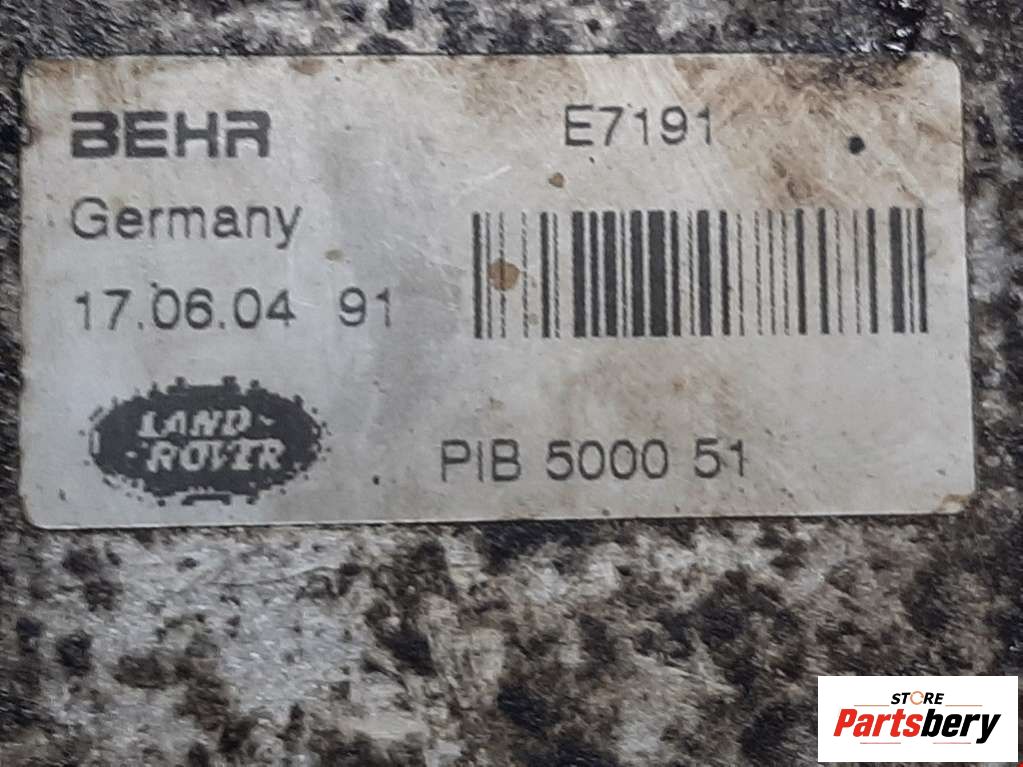 BEHR
E7191
Germany
17.06.04 91
LAND-
-ROVER
PIB 5000 51
STORE
Partsbery